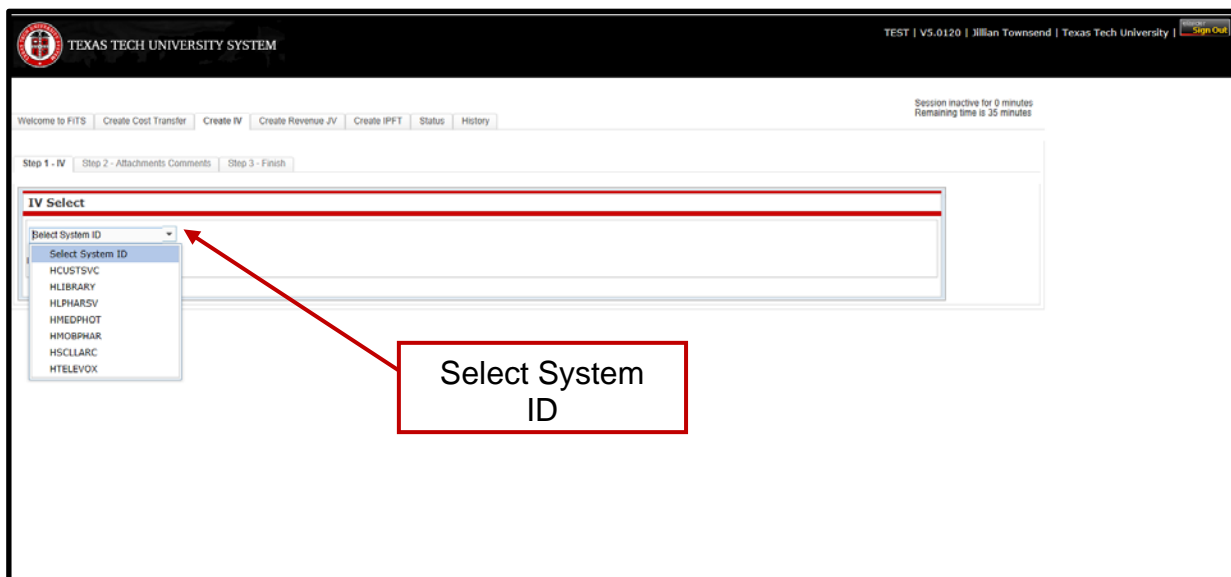 TEXAS TECH UNIVERSITY SYSTEM
TEST | V5.0120 | Jillian Townsend | Texas Tech University |
Sign Out
Session inactive for 0 minutes
Remaining time is 35 minutes
Welcome to FiTS Create Cost Transfer Create IV Create Revenue JV Create IPFT Status History
Step 1 - IV Step 2 - Attachments Comments Step 3 - Finish
IV Select
Select System ID
Select System ID
HCUSTSVC
HLIBRARY
HLPHARSV
HMEDPHOT
HMOBPHAR
HSCLLARC
HTELEVOX
Select System
ID